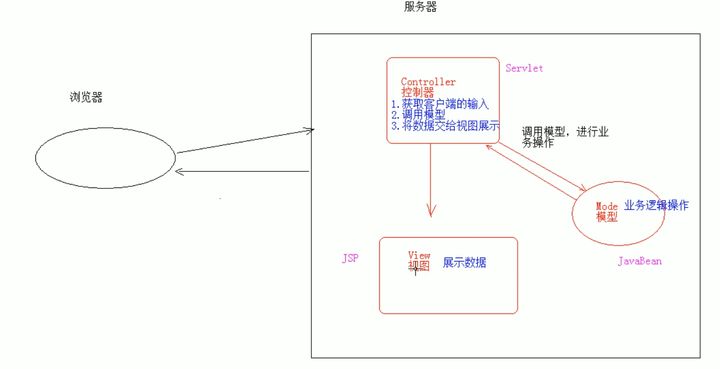 服务器
浏览器
Controller
控制器
1.获取客户端的输入
2.调用模型
3.将数据交给视图展示
Servlet
调用模型，进行业
务操作
Mode
模型
业务逻辑操作
JavaBean
JSP
View
视图
展示数据